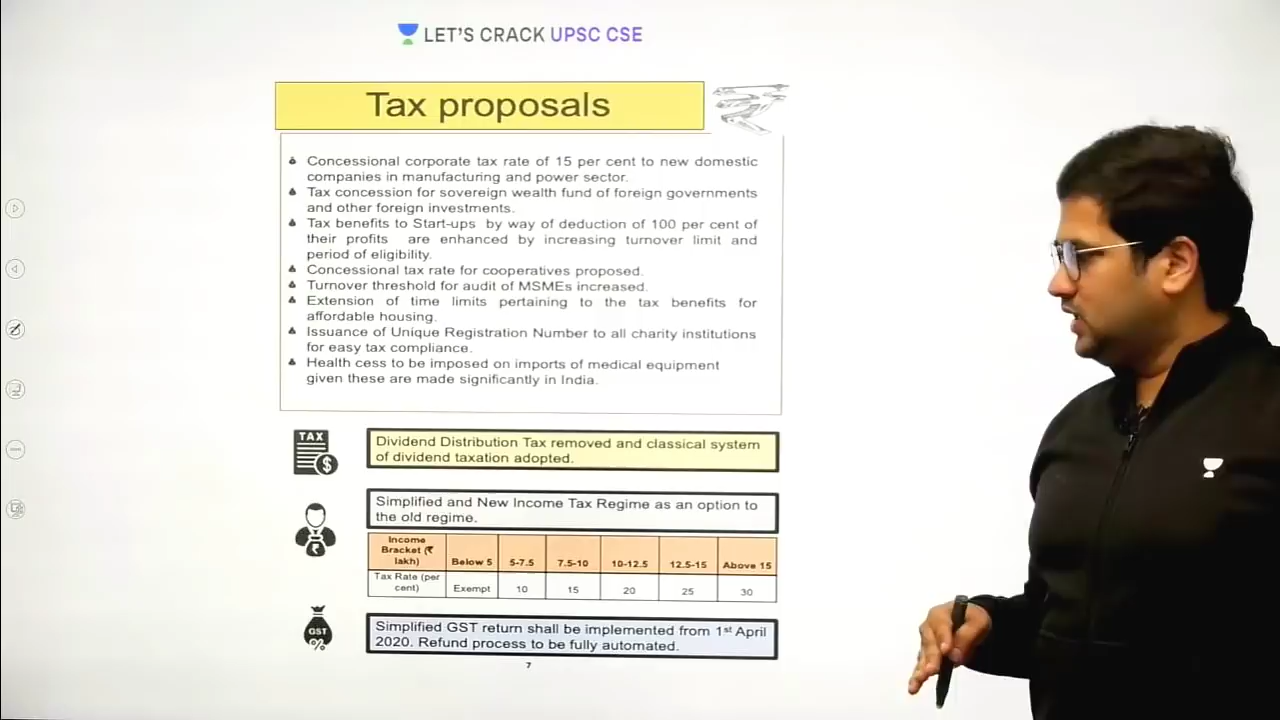 LET'S CRACK UPSC CSE
Tax proposals
Concessional corporate tax rate of 15 per cent to new domestic
companies in manufacturing and power sector.
Tax concession for sovereign wealth fund of foreign governments
and other foreign investments.
Tax benefits to Start-ups by way of deduction of 100 per cent of
their profits are enhanced by increasing turnover limit and
period of eligibility.
Concessional tax rate for cooperatives proposed.
Turnover threshold for audit of MSMEs increased.
Extension of time limits pertaining to the tax benefits for
affordable housing.
Issuance of Unique Registration Number to all charity institutions
for easy tax compliance.
Health cess to be imposed on imports of medical equipment
given these are made significantly in India.
TAX
$
Dividend Distribution Tax removed and classical system
of dividend taxation adopted.
₹
Simplified and New Income Tax Regime as an option to
the old regime.
Income
Bracket (₹
lakh) Below 5 5-7.5 7.5-10 10-12.5 12.5-15 Above 15
Tax Rate (per
cent) Exempt 10 15 20 25 30
GST
%
Simplified GST return shall be implemented from 1st April
2020. Refund process to be fully automated.
7